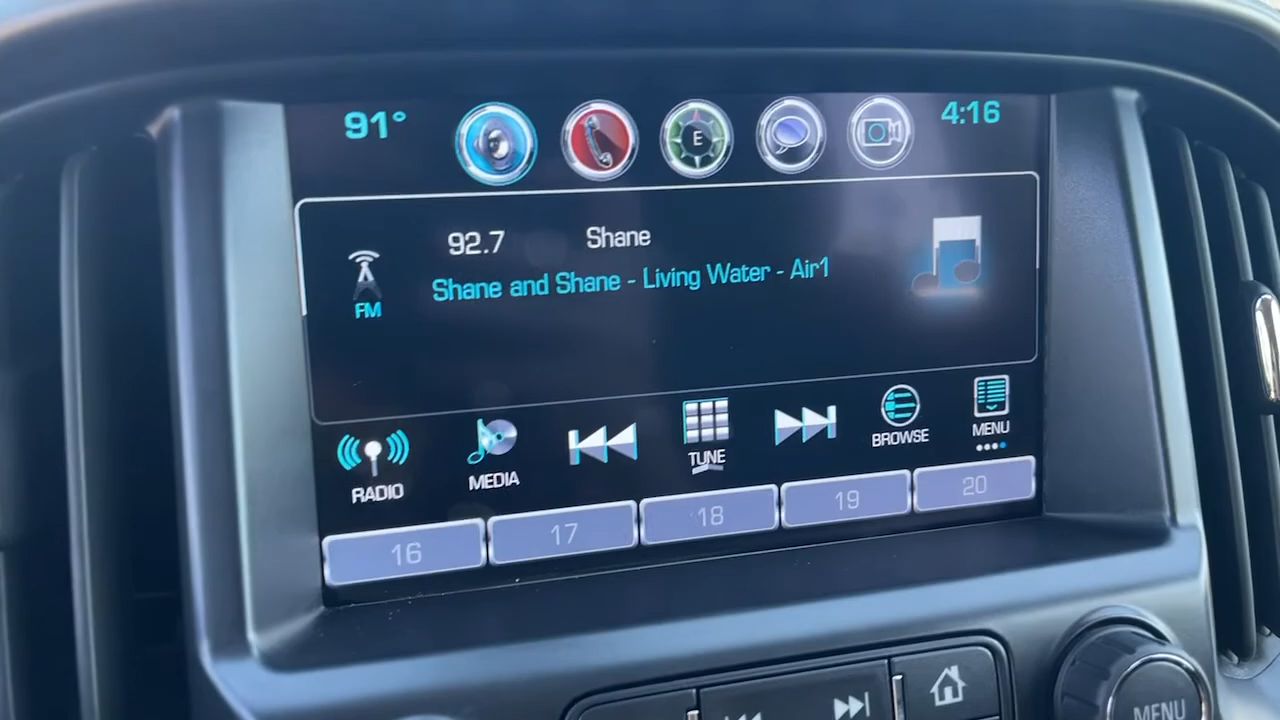 91° E 4:16
92.7 Shane
FM Shane and Shane - Living Water - Air1
RADIO MEDIA TUNE BROWSE MENU
16 17 18 19 20
MENU